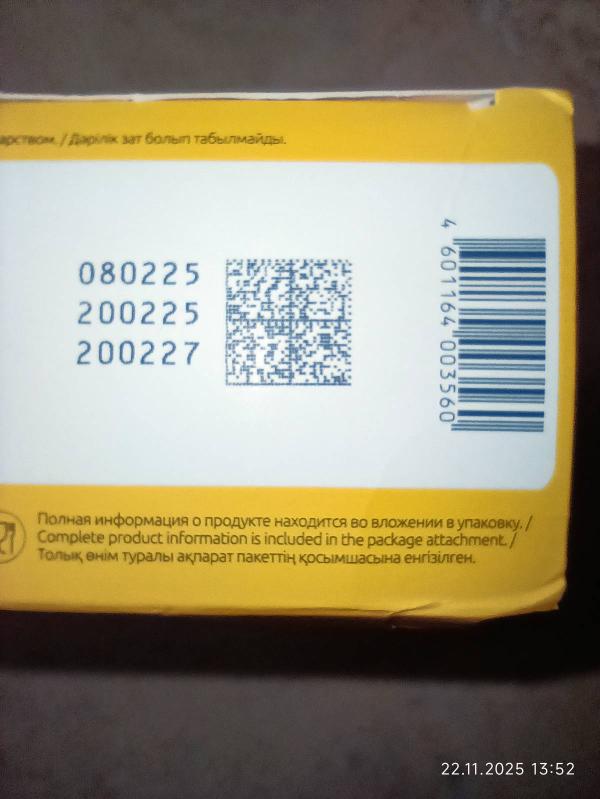 арством. / Дәрілік зат болып табылмайды.
080225
200225
200227
4 601164 003560
Полная информация о продукте находится во вложении в упаковку. /
Complete product information is included in the package attachment. /
Толық өнім туралы ақпарат пакеттің қосымшасына енгізілген.
22.11.2025 13:52